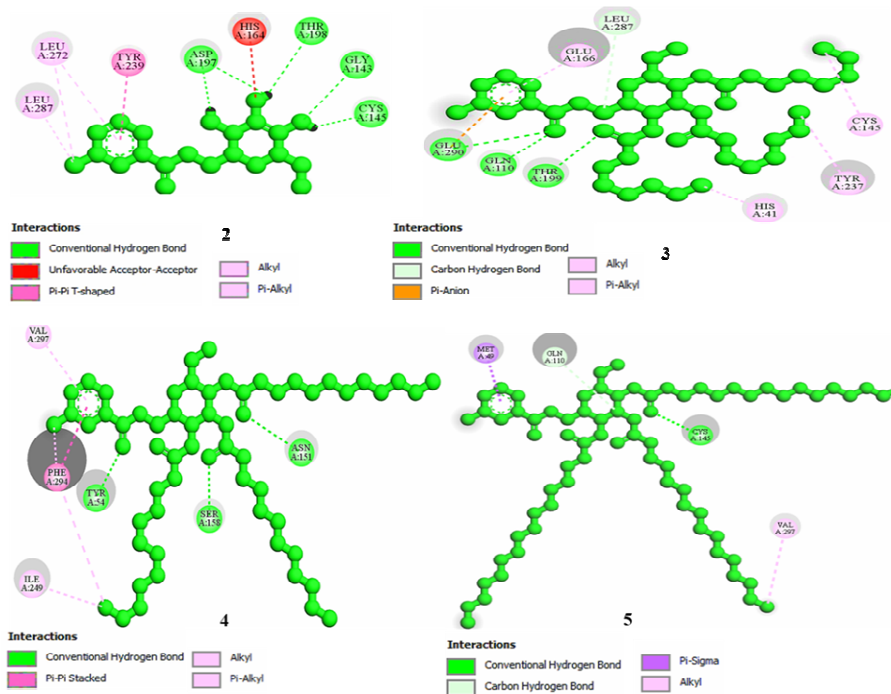 LEU
A:272
TYR
A:239
LEU
A:287
ASP
A:197
HIS
A:164
THR
A:198
GLY
A:143
CYS
A:145
Interactions
Conventional Hydrogen Bond
Unfavorable Acceptor-Acceptor
Pi-Pi T-shaped
Alkyl
Pi-Alkyl
2
GLU
A:166
LEU
A:287
CYS
A:145
GLU
A:290
GLN
A:110
THR
A:199
TYR
A:237
HIS
A:41
Interactions
Conventional Hydrogen Bond
Carbon Hydrogen Bond
Pi-Anion
Alkyl
Pi-Alkyl
3
VAL
A:297
PHE
A:294
TYR
A:54
SER
A:158
ASN
A:151
ILE
A:249
4
Interactions
Conventional Hydrogen Bond
Pi-Pi Stacked
Alkyl
Pi-Alkyl
MET
A:49
GLN
A:110
CYS
A:145
VAL
A:297
5
Interactions
Conventional Hydrogen Bond
Carbon Hydrogen Bond
Pi-Sigma
Alkyl